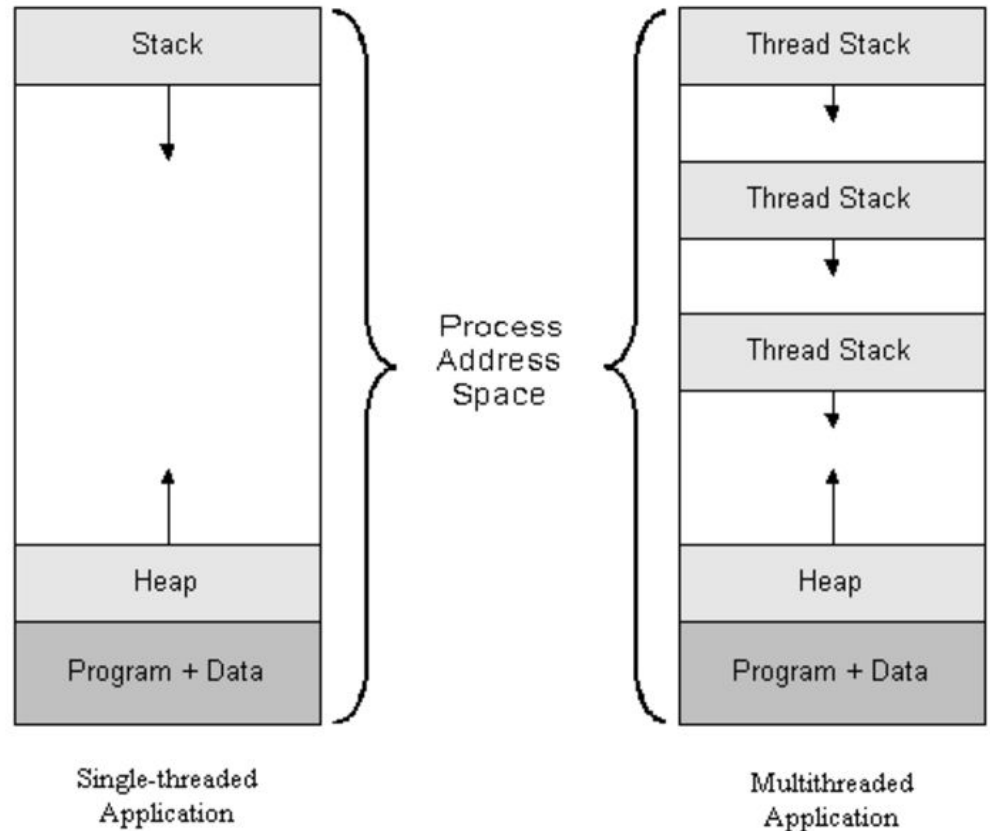 Stack
Heap
Program + Data
Single-threaded
Application
Process
Address
Space
Thread Stack
Thread Stack
Thread Stack
Heap
Program + Data
Multithreaded
Application